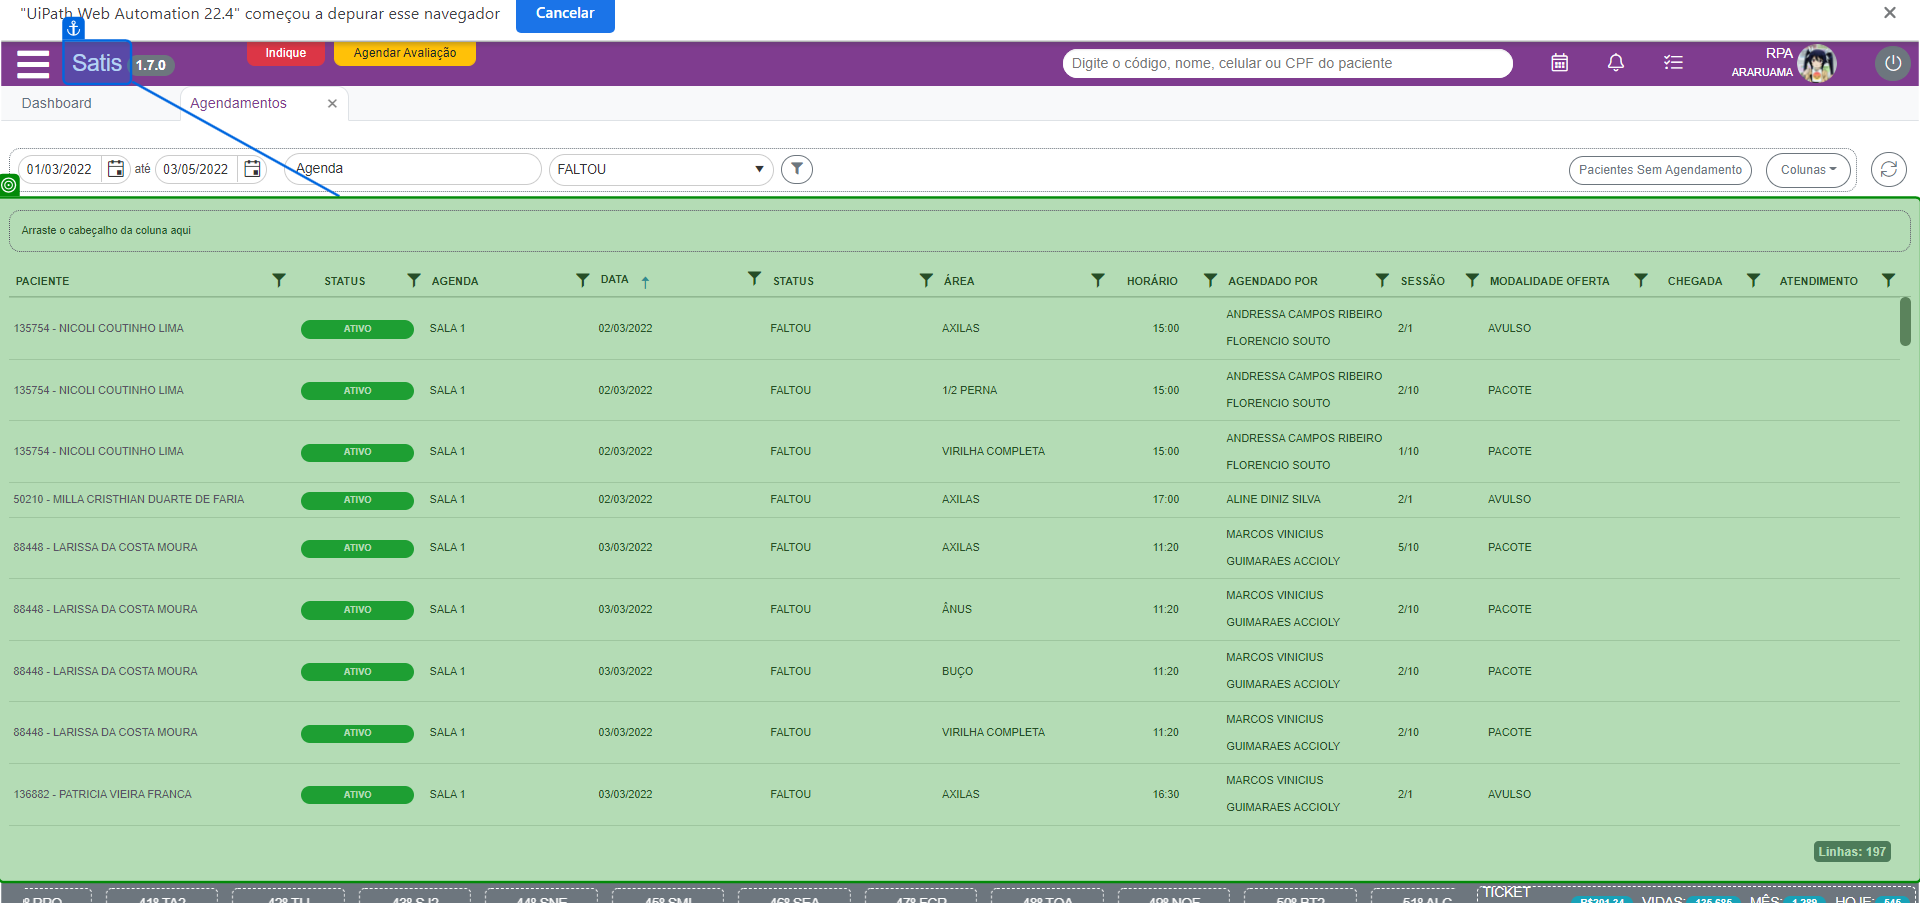 "UiPath Web Automation 22.4" começou a depurar esse navegador
Cancelar
Satis 1.7.0
Indique
Agendar Avaliação
Digite o código, nome, celular ou CPF do paciente
RPA
ARARUAMA
Dashboard
Agendamentos
01/03/2022 até 03/05/2022 Agenda FALTOU Pacientes Sem Agendamento Colunas
Arraste o cabeçalho da coluna aqui
PACIENTE STATUS AGENDA DATA STATUS ÁREA HORÁRIO AGENDADO POR SESSÃO MODALIDADE OFERTA CHEGADA ATENDIMENTO
135754 - NICOLI COUTINHO LIMA ATIVO SALA 1 02/03/2022 FALTOU AXILAS 15:00 ANDRESSA CAMPOS RIBEIRO FLORENCIO SOUTO 2/1 AVULSO
135754 - NICOLI COUTINHO LIMA ATIVO SALA 1 02/03/2022 FALTOU 1/2 PERNA 15:00 ANDRESSA CAMPOS RIBEIRO FLORENCIO SOUTO 2/10 PACOTE
135754 - NICOLI COUTINHO LIMA ATIVO SALA 1 02/03/2022 FALTOU VIRILHA COMPLETA 15:00 ANDRESSA CAMPOS RIBEIRO FLORENCIO SOUTO 1/10 PACOTE
50210 - MILLA CRISTHIAN DUARTE DE FARIA ATIVO SALA 1 02/03/2022 FALTOU AXILAS 17:00 ALINE DINIZ SILVA 2/1 AVULSO
88448 - LARISSA DA COSTA MOURA ATIVO SALA 1 03/03/2022 FALTOU AXILAS 11:20 MARCOS VINICIUS GUIMARAES ACCIOLY 5/10 PACOTE
88448 - LARISSA DA COSTA MOURA ATIVO SALA 1 03/03/2022 FALTOU ÂNUS 11:20 MARCOS VINICIUS GUIMARAES ACCIOLY 2/10 PACOTE
88448 - LARISSA DA COSTA MOURA ATIVO SALA 1 03/03/2022 FALTOU BUÇO 11:20 MARCOS VINICIUS GUIMARAES ACCIOLY 2/10 PACOTE
88448 - LARISSA DA COSTA MOURA ATIVO SALA 1 03/03/2022 FALTOU VIRILHA COMPLETA 11:20 MARCOS VINICIUS GUIMARAES ACCIOLY 2/10 PACOTE
136882 - PATRICIA VIEIRA FRANCA ATIVO SALA 1 03/03/2022 FALTOU AXILAS 16:30 MARCOS VINICIUS GUIMARAES ACCIOLY 2/1 AVULSO
Linhas: 197
TICKET
VIDAS: MÊS: HOJE: